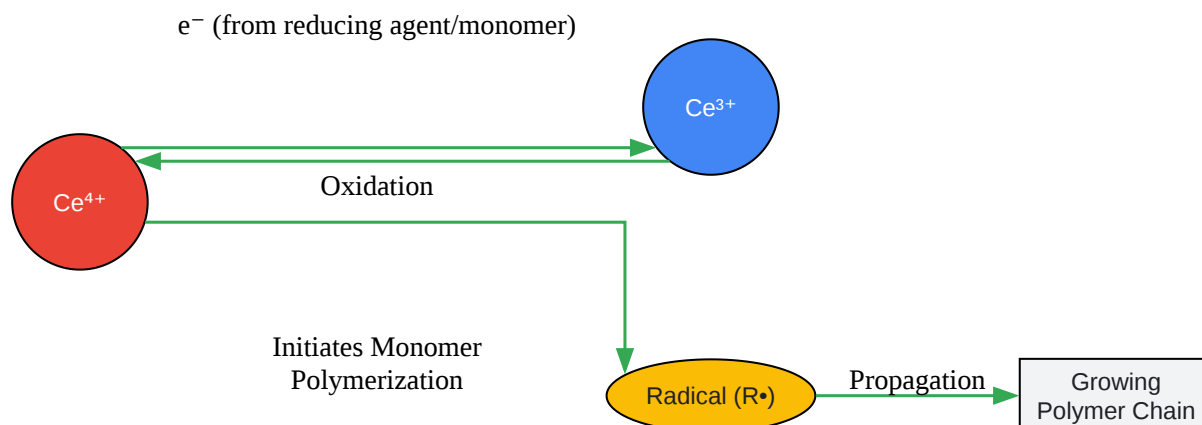 e⁻ (from reducing agent/monomer)
Ce³⁺
Ce⁴⁺
Oxidation
Initiates Monomer
Polymerization
Radical (R•)
Propagation
Growing
Polymer Chain